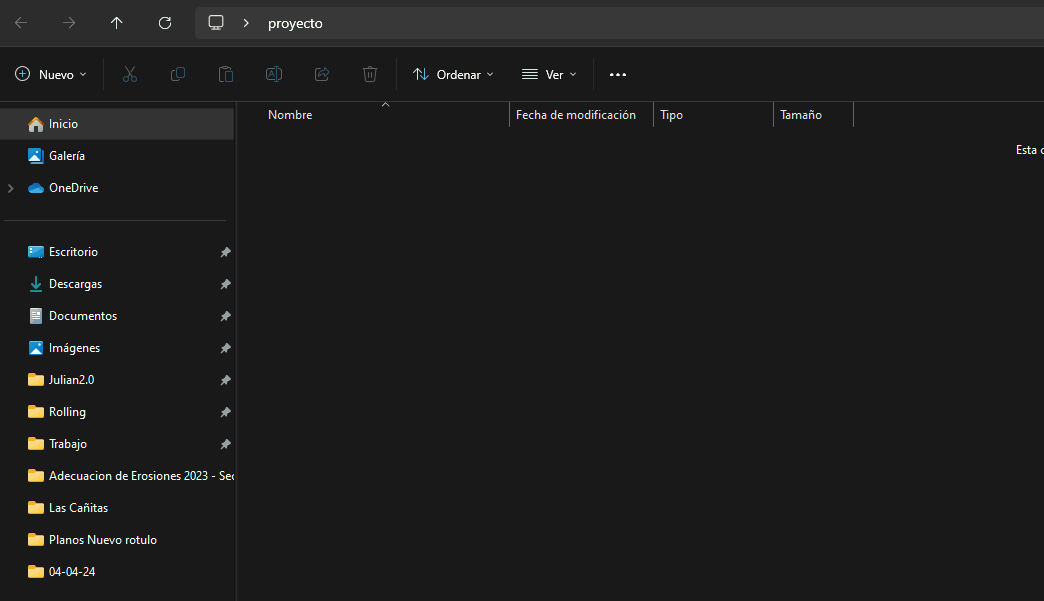 proyecto
Nuevo
Ordenar
Ver
Inicio
Galería
OneDrive
Escritorio
Descargas
Documentos
Imágenes
Julian2.0
Rolling
Trabajo
Adecuacion de Erosiones 2023 - Sec
Las Cañitas
Planos Nuevo rotulo
04-04-24
Nombre
Fecha de modificación
Tipo
Tamaño
Esta